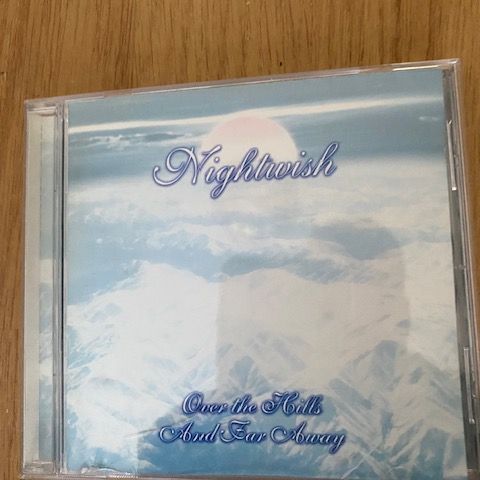 Nightwish
Over the Hills
And Far Away